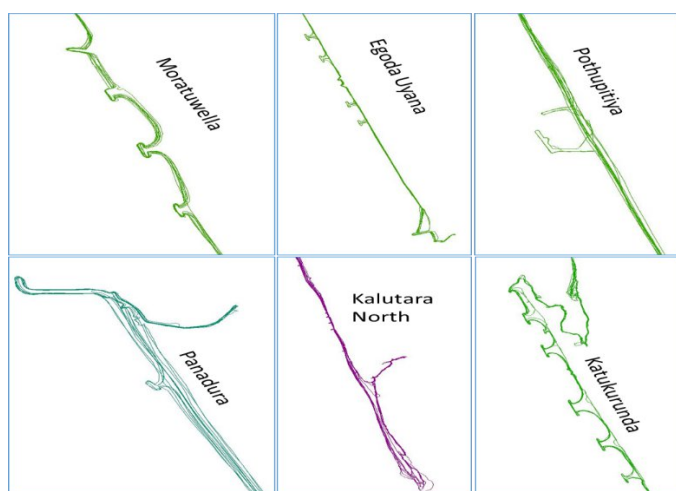 Moratuwella
Egoda Uyana
Pothupitiya
Panadura
Kalutara
North
Katukurunda